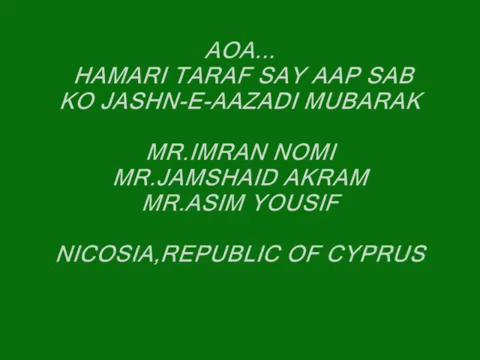 AOA...
HAMARI TARAF SAY AAP SAB
KO JASHN-E-AAZADI MUBARAK
MR.IMRAN NOMI
MR.JAMSHAID AKRAM
MR.ASIM YOUSIF
NICOSIA,REPUBLIC OF CYPRUS